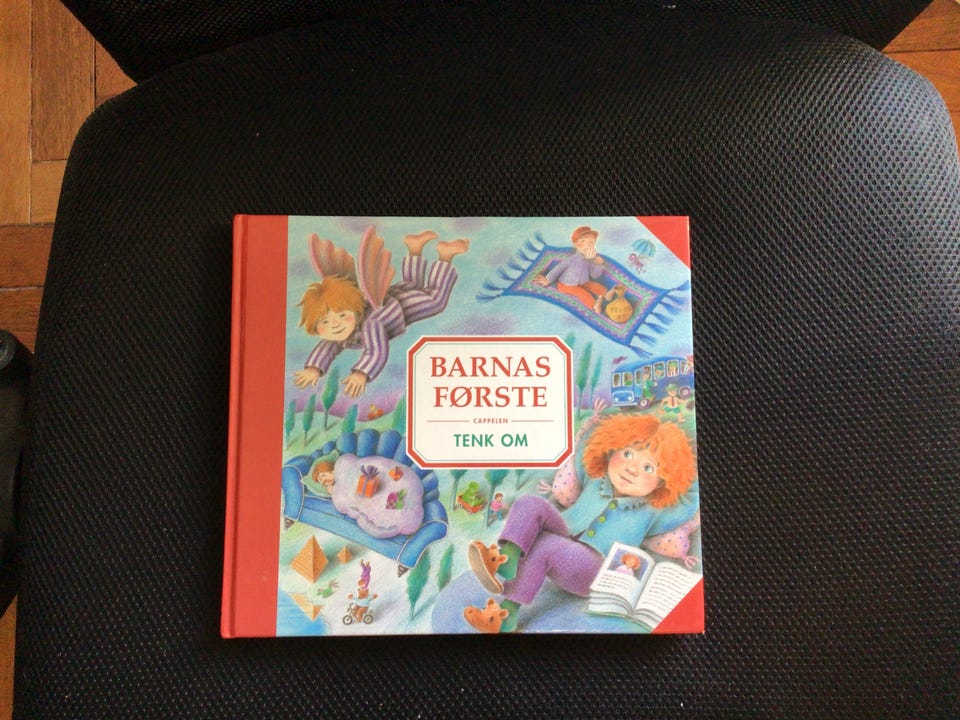 BARNAS
FØRSTE
CAPPELEN
TENK OM